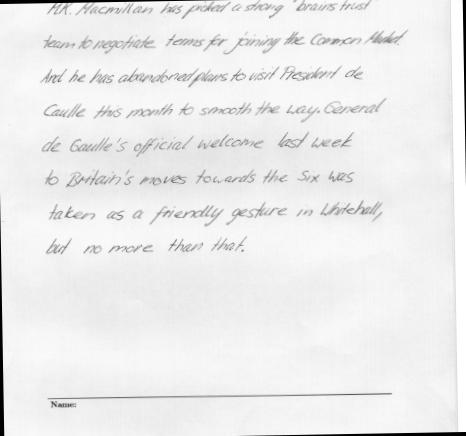 MR. Macmillan has picked a strong "brains trust"
team to negotiate terms for joining the Common Market.
And he has abandoned plans to visit President de
Gaulle this month to smooth the way. General
de Gaulle's official welcome last week
to Britain's moves towards the Six was
taken as a friendly gesture in Whitehall,
but no more than that.
Name: